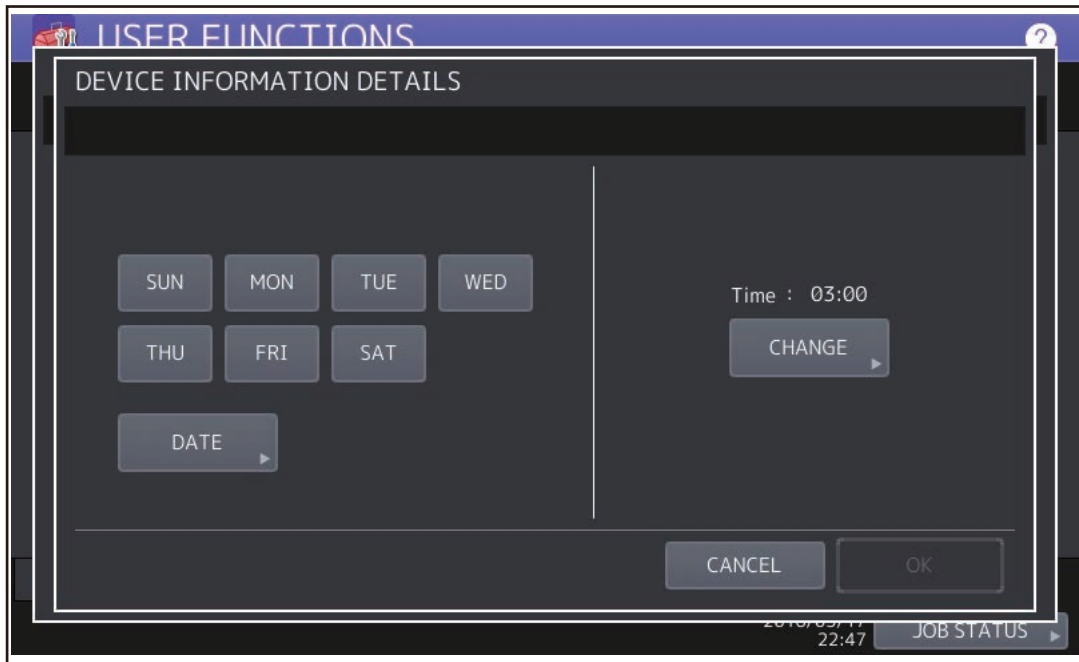 USER FUNCTIONS
?
DEVICE INFORMATION DETAILS
SUN MON TUE WED
Time : 03:00
THU FRI SAT
CHANGE
DATE
CANCEL OK
22:47
JOB STATUS